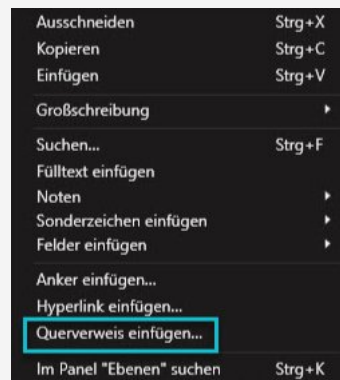 Ausschneiden Strg+X
Kopieren Strg+C
Einfügen Strg+V
Großschreibung
Suchen... Strg+F
Fülltext einfügen
Noten
Sonderzeichen einfügen
Felder einfügen
Anker einfügen...
Hyperlink einfügen...
Querverweis einfügen...
Im Panel "Ebenen" suchen Strg+K